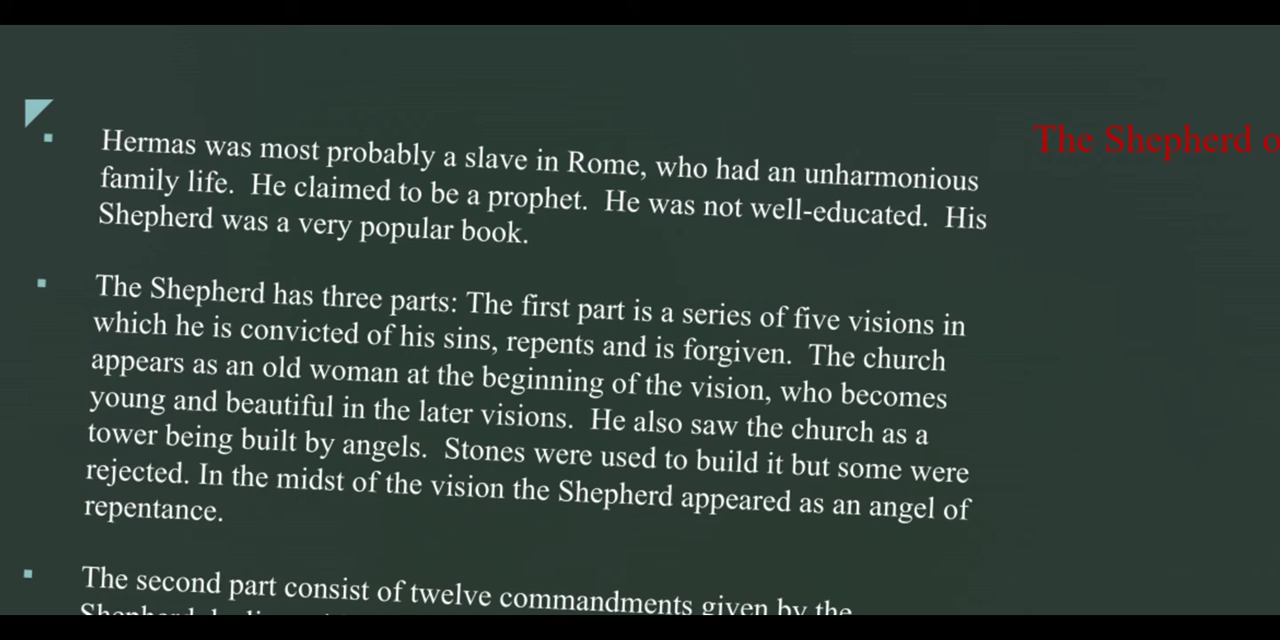 The Shepherd o
Hermas was most probably a slave in Rome, who had an unharmonious
family life. He claimed to be a prophet. He was not well-educated. His
Shepherd was a very popular book.
The Shepherd has three parts: The first part is a series of five visions in
which he is convicted of his sins, repents and is forgiven. The church
appears as an old woman at the beginning of the vision, who becomes
young and beautiful in the later visions. He also saw the church as a
tower being built by angels. Stones were used to build it but some were
rejected. In the midst of the vision the Shepherd appeared as an angel of
repentance.
The second part consist of twelve commandments given by the
Shepherd